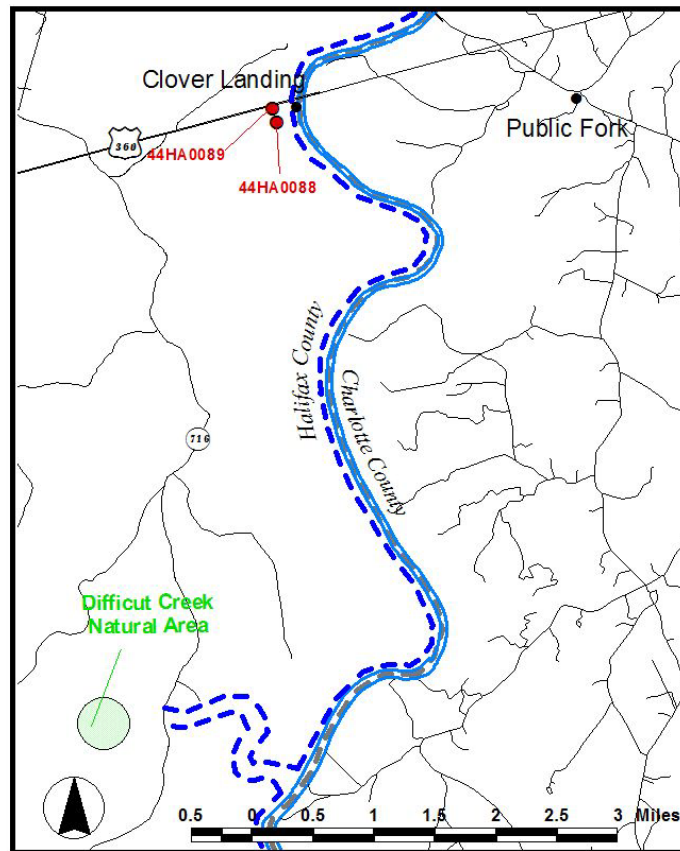 Clover Landing
Public Fork
360
44HA0089
44HA0088
Halifax County
Charlotte County
716
Difficut Creek
Natural Area
0.5 0 0.5 1 1.5 2 2.5 3 Miles